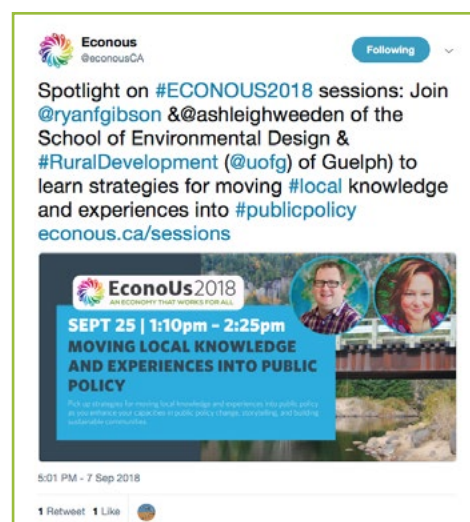 Econous
@econousCA
Following
Spotlight on #ECONOUS2018 sessions: Join
@ryanfgibson &@ashleighweeden of the
School of Environmental Design &
#RuralDevelopment (@uofg) of Guelph) to
learn strategies for moving #local knowledge
and experiences into #publicpolicy
econous.ca/sessions
EconoUs2018
AN ECONOMY THAT WORKS FOR ALL
SEPT 25 | 1:10pm – 2:25pm
MOVING LOCAL KNOWLEDGE
AND EXPERIENCES INTO PUBLIC
POLICY
Pick up strategies for moving local knowledge and experiences into public policy
as you enhance your capacities in public policy change, storytelling, and building
sustainable communities.
5:01 PM - 7 Sep 2018
1 Retweet 1 Like